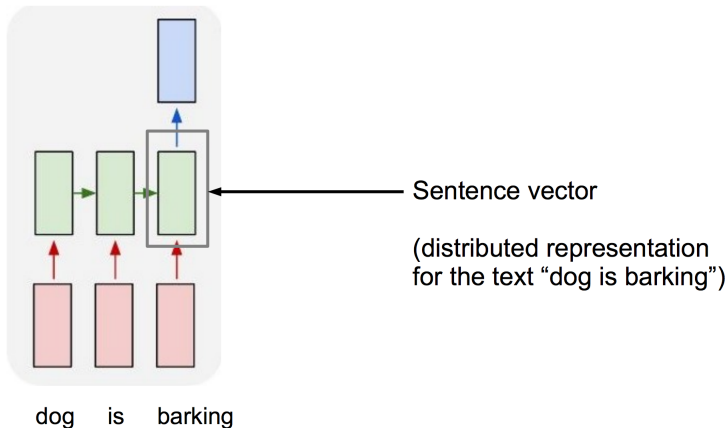 Sentence vector
(distributed representation
for the text “dog is barking”)
dog is barking